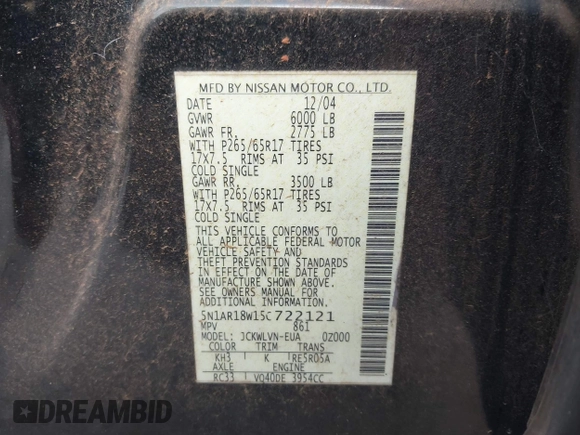 MFD BY NISSAN MOTOR CO., LTD.
DATE 12/04
GVWR 6000 LB
GAWR FR. 2775 LB
WITH P265/65R17 TIRES
17X7.5 RIMS AT 35 PSI
COLD SINGLE
GAWR RR. 3500 LB
WITH P265/65R17 TIRES
17X7.5 RIMS AT 35 PSI
COLD SINGLE
THIS VEHICLE CONFORMS TO
ALL APPLICABLE FEDERAL MOTOR
VEHICLE SAFETY AND
THEFT PREVENTION STANDARDS
IN EFFECT ON THE DATE OF
MANUFACTURE SHOWN ABOVE.
SEE OWNERS MANUAL FOR
AND ADDITIONAL INFORMATION
5N1AR18W15C722121
MPV 861
MODEL: JCKWLVN-EUA 0Z000
COLOR TRIM TRANS
KH3 K RE5R05A
AXLE ENGINE
RC33 VQ40DE 3954CC
DREAMBID